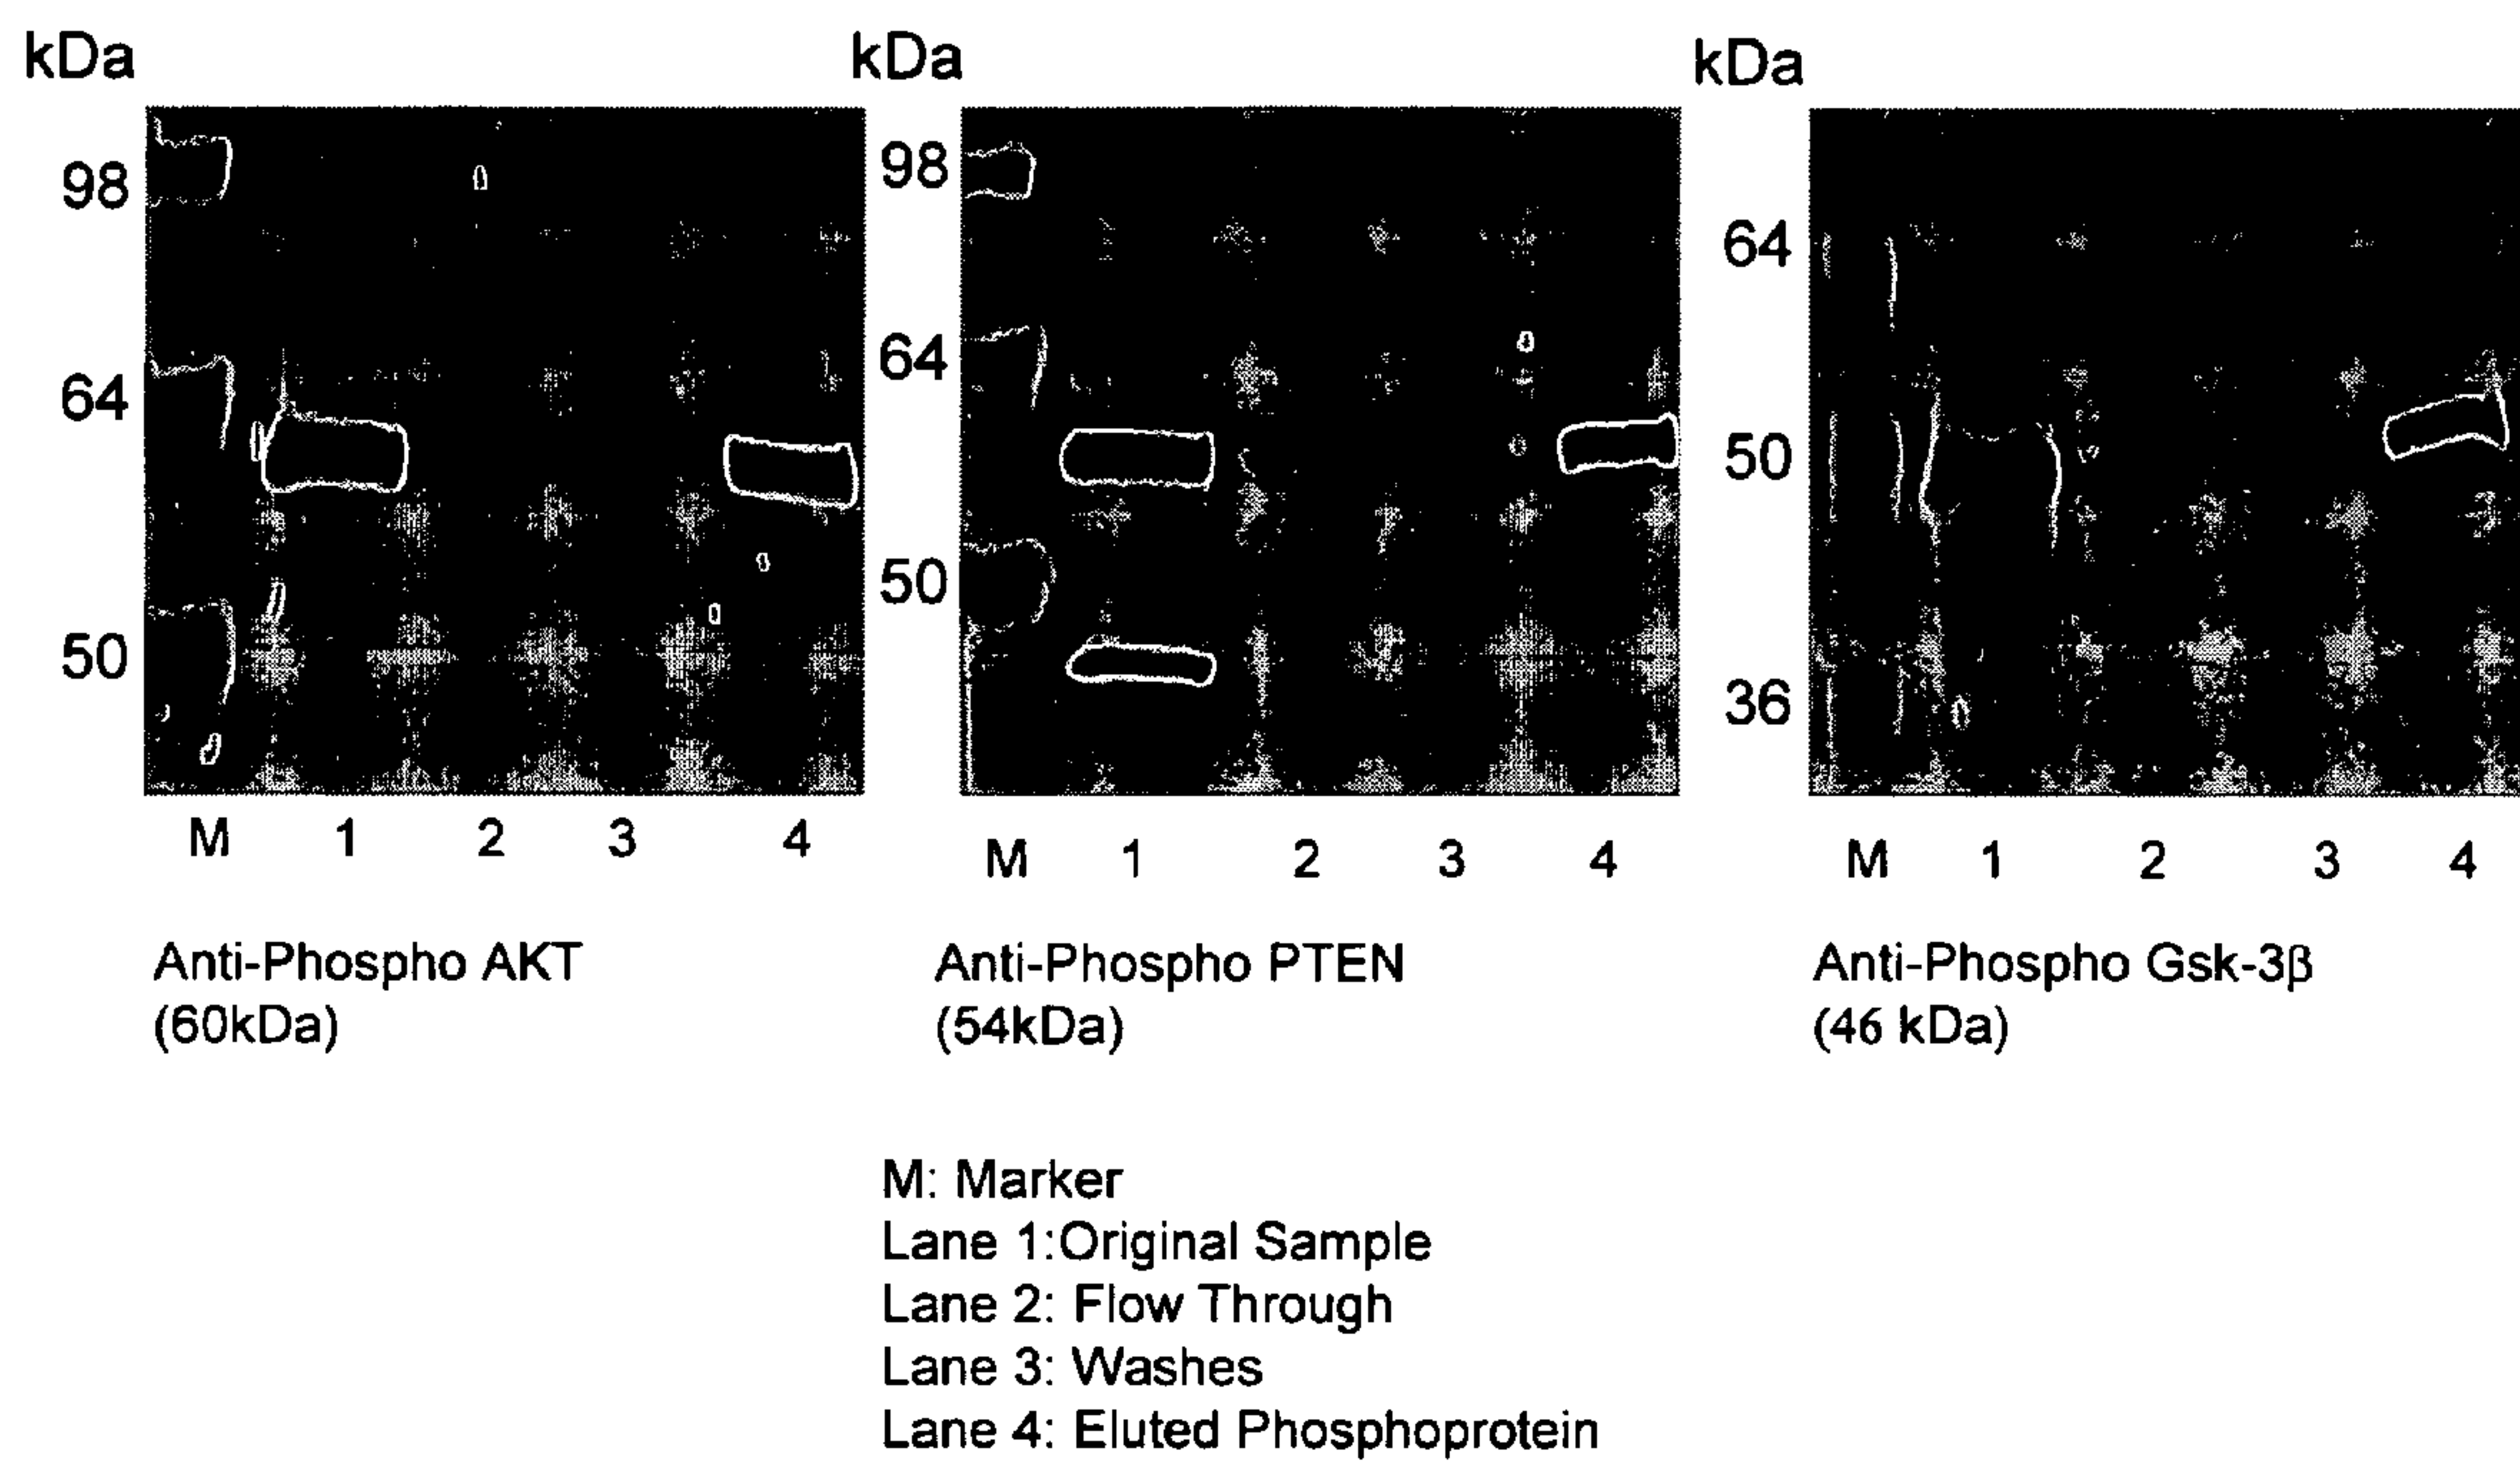 kDa
98
64
50
M 1 2 3 4
Anti-Phospho AKT
(60kDa)
kDa
98
64
50
M 1 2 3 4
Anti-Phospho PTEN
(54kDa)
kDa
64
50
36
M 1 2 3 4
Anti-Phospho Gsk-3β
(46 kDa)
M: Marker
Lane 1:Original Sample
Lane 2: Flow Through
Lane 3: Washes
Lane 4: Eluted Phosphoprotein